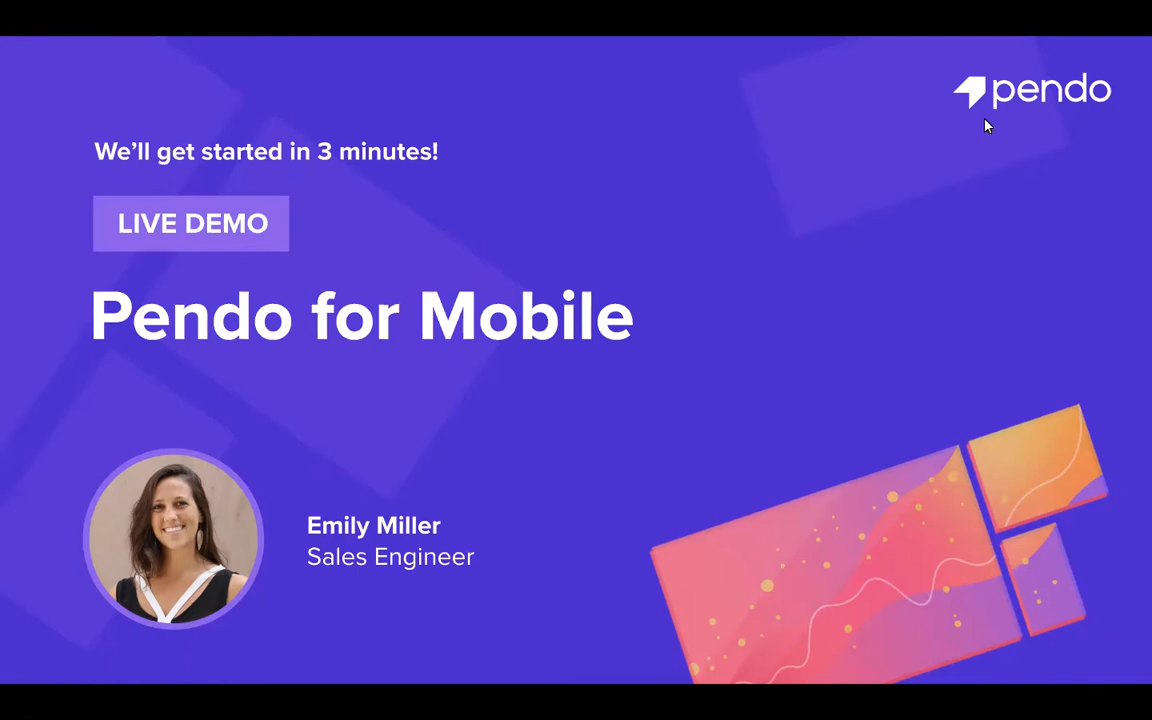 pendo
We'll get started in 3 minutes!
LIVE DEMO
Pendo for Mobile
Emily Miller
Sales Engineer